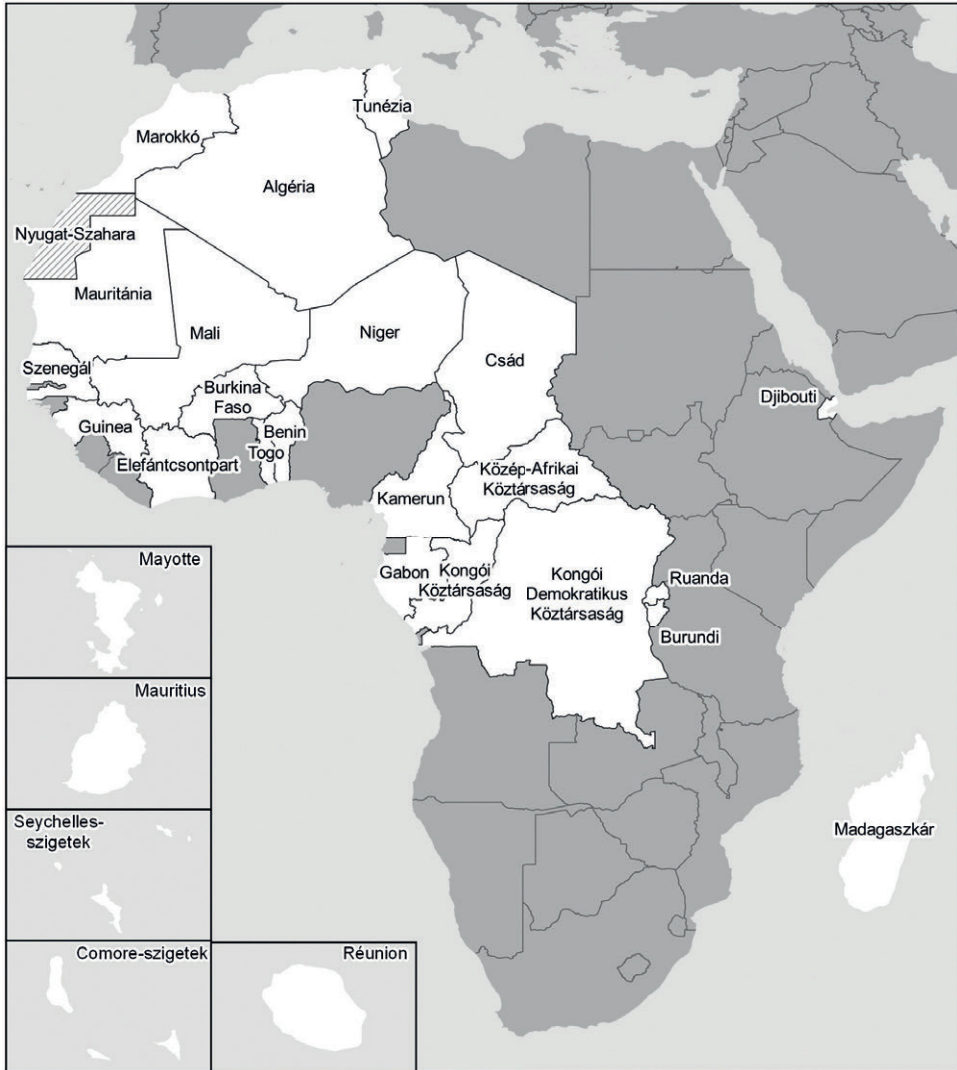 Tunézia
Marokkó
Algéria
Nyugat-Szahara
Mauritánia
Mali
Niger
Csád
Szenegál
Burkina
Faso
Djibouti
Guinea
Benin
Togo
Elefántcsontpart
Közép-Afrikai
Köztársaság
Kamerun
Gabon
Kongói
Köztársaság
Kongói
Demokratikus
Köztársaság
Ruanda
Burundi
Mayotte
Mauritius
Seychelles-
szigetek
Madagaszkár
Comore-szigetek
Réunion